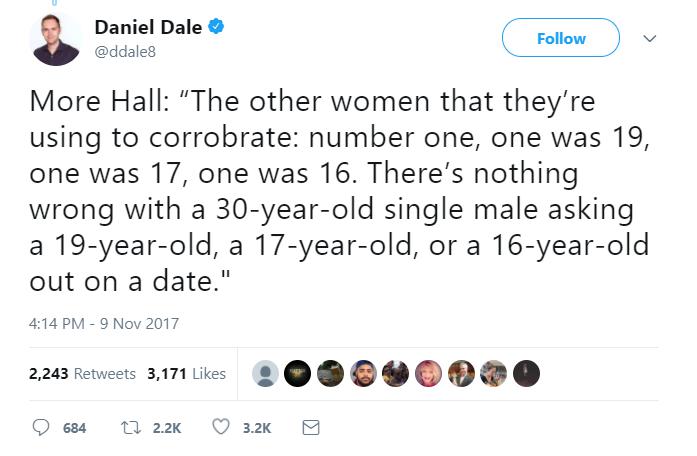 Daniel Dale
@ddale8
Follow
More Hall: “The other women that they’re
using to corrobrate: number one, one was 19,
one was 17, one was 16. There’s nothing
wrong with a 30-year-old single male asking
a 19-year-old, a 17-year-old, or a 16-year-old
out on a date."
4:14 PM - 9 Nov 2017
2,243 Retweets 3,171 Likes
684 2.2K 3.2K